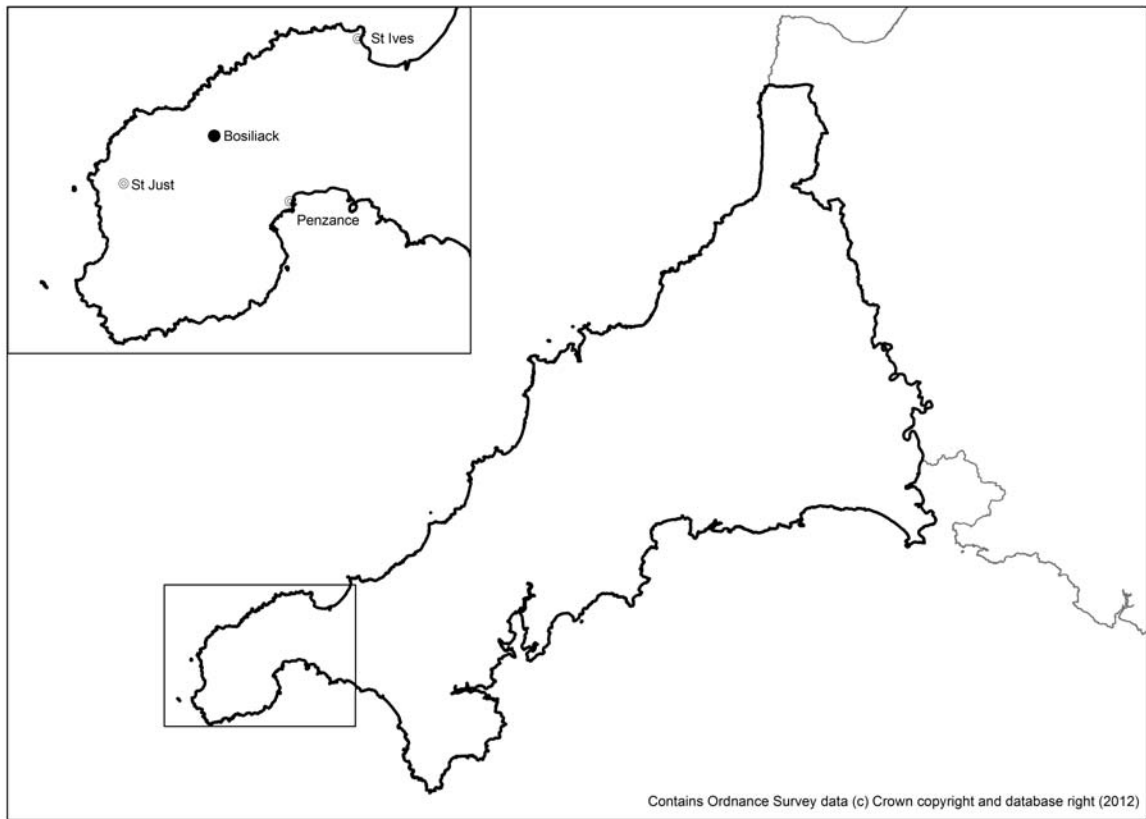 St Ives
Bosiliack
St Just
Penzance
Contains Ordnance Survey data (c) Crown copyright and database right (2012)